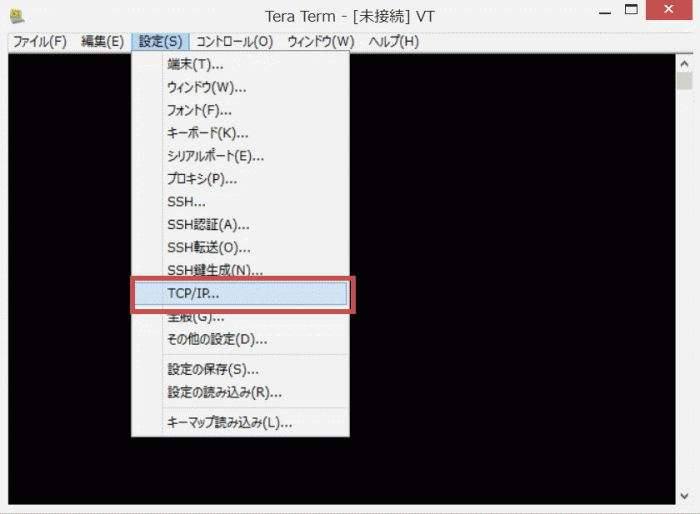 Tera Term - [未接続] VT
ファイル(F) 編集(E) 設定(S) コントロール(O) ウィンドウ(W) ヘルプ(H)
端末(T)...
ウィンドウ(W)...
フォント(F)...
キーボード(K)...
シリアルポート(E)...
プロキシ(P)...
SSH...
SSH認証(A)...
SSH転送(O)...
SSH鍵生成(N)...
TCP/IP...
全般(G)...
その他の設定(D)...
設定の保存(S)...
設定の読み込み(R)...
キーマップ読み込み(L)...